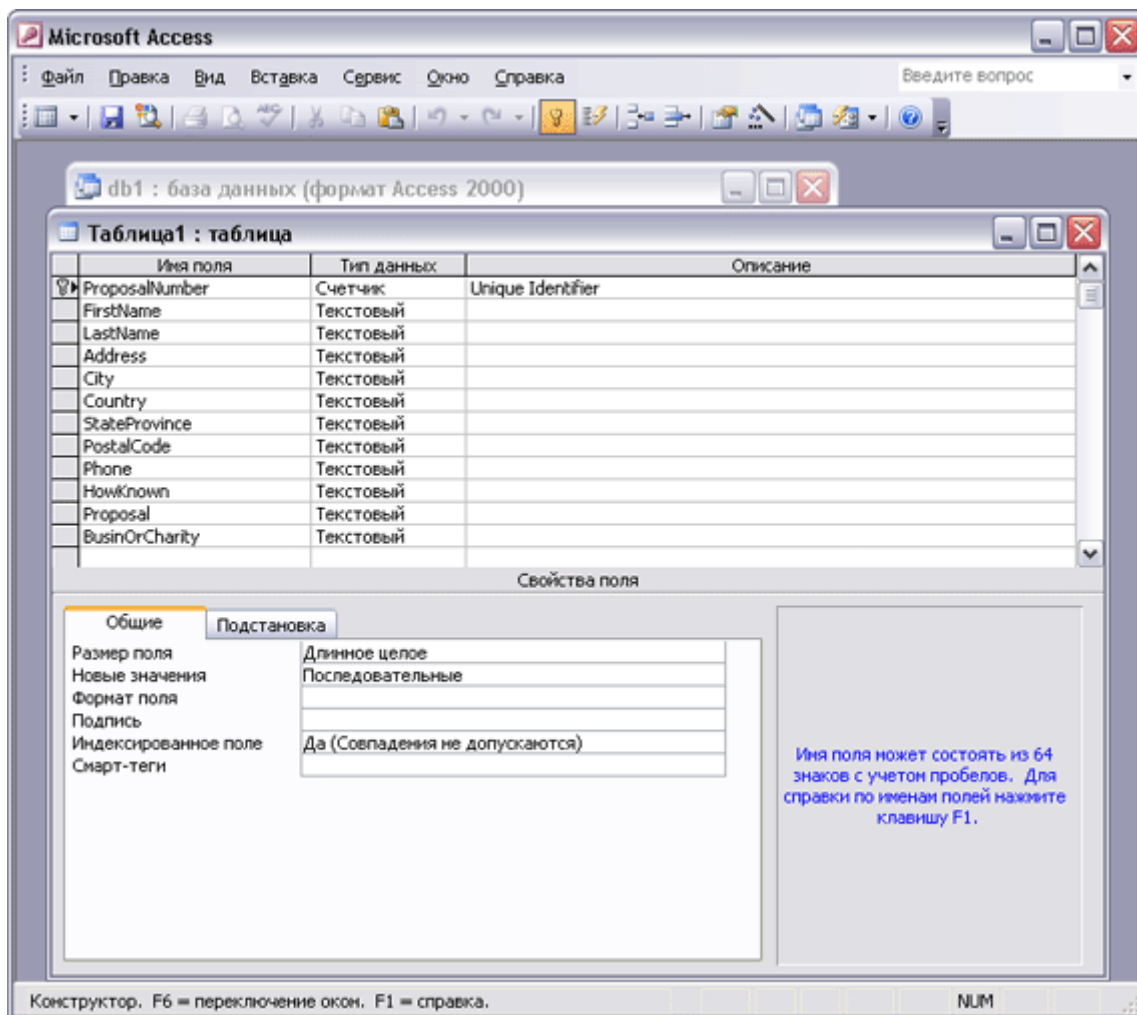 Microsoft Access
Файл Правка Вид Вставка Сервис Окно Справка Введите вопрос
db1 : база данных (формат Access 2000)
Таблица1 : таблица
Имя поля Тип данных Описание
ProposalNumber Счетчик Unique Identifier
FirstName Текстовый
LastName Текстовый
Address Текстовый
City Текстовый
Country Текстовый
StateProvince Текстовый
PostalCode Текстовый
Phone Текстовый
HowKnown Текстовый
Proposal Текстовый
BusinOrCharity Текстовый
Свойства поля
Общие Подстановка
Размер поля Длинное целое
Новые значения Последовательные
Формат поля
Подпись
Индексированное поле Да (Совпадения не допускаются)
Смарт-теги
Имя поля может состоять из 64
знаков с учетом пробелов. Для
справки по именам полей нажмите
клавишу F1.
Конструктор. F6 = переключение окон. F1 = справка. NUM